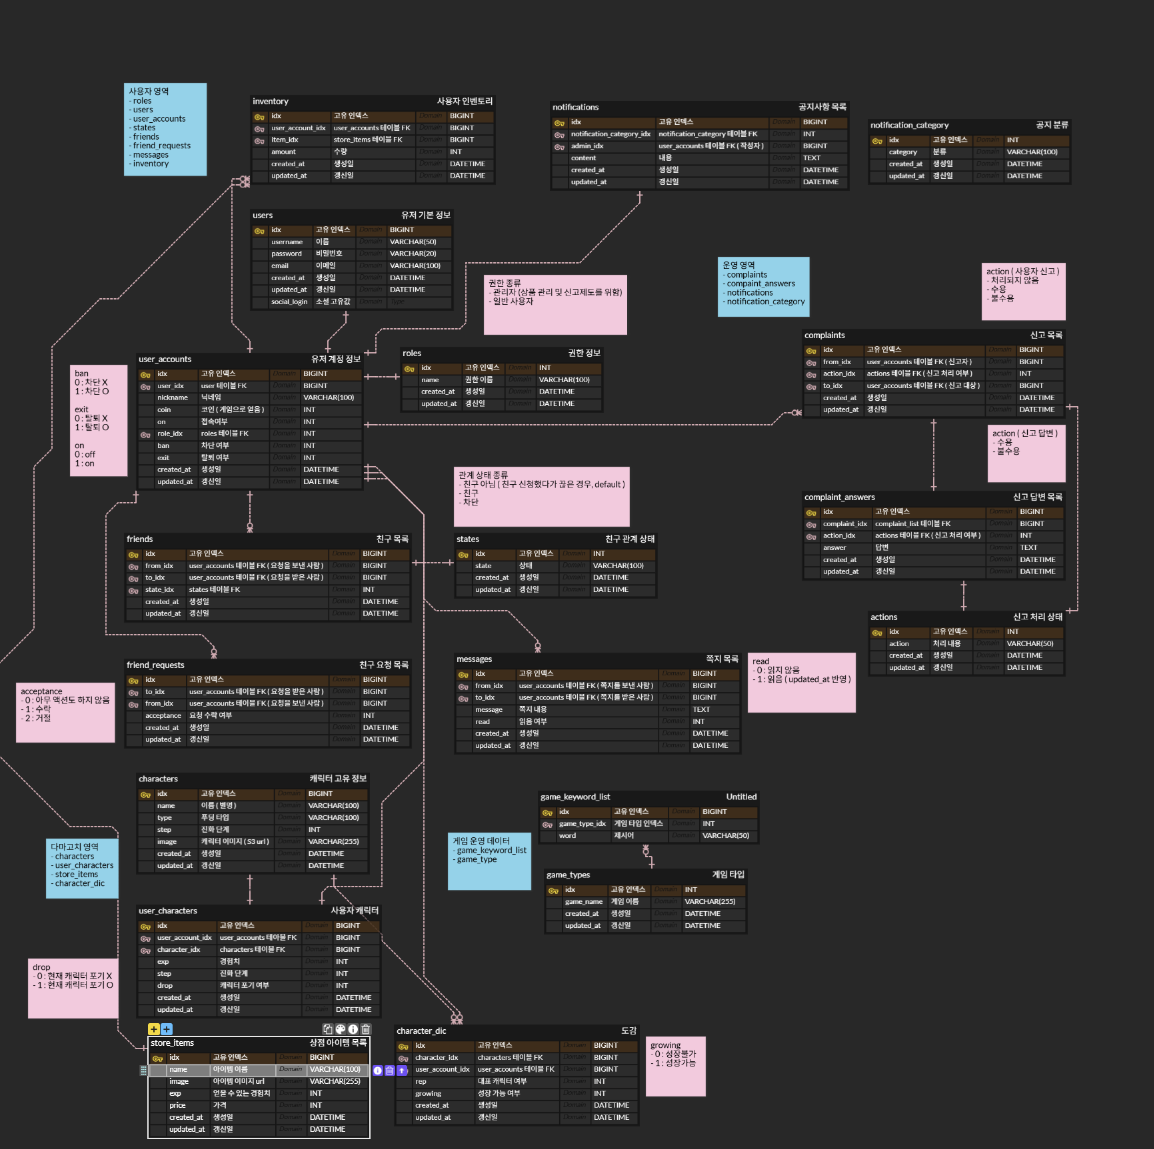 사용자 영역
- roles
- users
- user_accounts
- states
- friends
- friend_requests
- messages
- inventory
inventory 사용자 인벤토리
idx 고유 인덱스 Domain BIGINT
user_account_idx user_accounts 테이블 FK Domain BIGINT
item_idx store_items 테이블 FK Domain BIGINT
amount 수량 Domain INT
created_at 생성일 Domain DATETIME
updated_at 갱신일 Domain DATETIME
notifications 공지사항 목록
idx 고유 인덱스 Domain BIGINT
notification_category_idx notification_category 테이블 FK Domain INT
admin_idx user_accounts 테이블 FK ( 작성자 ) Domain BIGINT
content 내용 Domain TEXT
created_at 생성일 Domain DATETIME
updated_at 갱신일 Domain DATETIME
notification_category 공지 분류
idx 고유 인덱스 Domain INT
category 분류 Domain VARCHAR(100)
created_at 생성일 Domain DATETIME
updated_at 갱신일 Domain DATETIME
users 유저 기본 정보
idx 고유 인덱스 Domain BIGINT
username 이름 Domain VARCHAR(50)
password 비밀번호 Domain VARCHAR(20)
email 이메일 Domain VARCHAR(100)
created_at 생성일 Domain DATETIME
updated_at 갱신일 Domain DATETIME
social_login 소셜 고유값 Domain Type
권한 종류
- 관리자 (상품 관리 및 신고제도를 위함)
- 일반 사용자
운영 영역
- complaints
- compaint_answers
- notifications
- notification_category
action ( 사용자 신고 )
- 처리되지 않음
- 수용
- 불수용
user_accounts 유저 계정 정보
idx 고유 인덱스 Domain BIGINT
user_idx user 테이블 FK Domain BIGINT
nickname 닉네임 Domain VARCHAR(100)
coin 코인 ( 게임으로 얻음 ) Domain INT
on 접속여부 Domain INT
role_idx roles 테이블 FK Domain INT
ban 차단 여부 Domain INT
exit 탈퇴 여부 Domain INT
created_at 생성일 Domain DATETIME
updated_at 갱신일 Domain DATETIME
ban
0 : 차단 X
1 : 차단 O
exit
0 : 탈퇴 X
1 : 탈퇴 O
on
0 : off
1 : on
roles 권한 정보
idx 고유 인덱스 Domain INT
name 권한 이름 Domain VARCHAR(100)
created_at 생성일 Domain DATETIME
updated_at 갱신일 Domain DATETIME
complaints 신고 목록
idx 고유 인덱스 Domain BIGINT
from_idx user_accounts 테이블 FK ( 신고자 ) Domain BIGINT
action_idx actions 테이블 FK ( 신고 처리 여부 ) Domain INT
to_idx user_accounts 테이블 FK ( 신고 대상 ) Domain BIGINT
created_at 생성일 Domain DATETIME
updated_at 갱신일 Domain DATETIME
action ( 신고 답변 )
- 수용
- 불수용
관계 상태 종류
- 친구 아님 ( 친구 신청했다가 끊은 경우, default )
- 친구
- 차단
complaint_answers 신고 답변 목록
idx 고유 인덱스 Domain BIGINT
complaint_idx complaint_list 테이블 FK Domain BIGINT
action_idx actions 테이블 FK ( 신고 처리 여부 ) Domain INT
answer 답변 Domain TEXT
created_at 생성일 Domain DATETIME
updated_at 갱신일 Domain DATETIME
friends 친구 목록
idx 고유 인덱스 Domain BIGINT
from_idx user_accounts 테이블 FK ( 요청을 보낸 사람 ) Domain BIGINT
to_idx user_accounts 테이블 FK ( 요청을 받은 사람 ) Domain BIGINT
state_idx states 테이블 FK Domain INT
created_at 생성일 Domain DATETIME
updated_at 갱신일 Domain DATETIME
states 친구 관계 상태
idx 고유 인덱스 Domain INT
state 상태 Domain VARCHAR(100)
created_at 생성일 Domain DATETIME
updated_at 갱신일 Domain DATETIME
actions 신고 처리 상태
idx 고유 인덱스 Domain INT
action 처리 내용 Domain VARCHAR(50)
created_at 생성일 Domain DATETIME
updated_at 갱신일 Domain DATETIME
friend_requests 친구 요청 목록
idx 고유 인덱스 Domain BIGINT
to_idx user_accounts 테이블 FK ( 요청을 받은 사람 ) Domain BIGINT
from_idx user_accounts 테이블 FK ( 요청을 보낸 사람 ) Domain BIGINT
acceptance 요청 수락 여부 Domain INT
created_at 생성일 Domain DATETIME
updated_at 갱신일 Domain DATETIME
acceptance
- 0 : 아무 액션도 하지 않음
- 1 : 수락
- 2 : 거절
messages 쪽지 목록
idx 고유 인덱스 Domain BIGINT
from_idx user_accounts 테이블 FK ( 쪽지를 보낸 사람 ) Domain BIGINT
to_idx user_accounts 테이블 FK ( 쪽지를 받은 사람 ) Domain BIGINT
message 쪽지 내용 Domain TEXT
read 읽음 여부 Domain INT
created_at 생성일 Domain DATETIME
updated_at 갱신일 Domain DATETIME
read
- 0 : 읽지 않음
- 1 : 읽음 ( updated_at 반영 )
characters 캐릭터 고유 정보
idx 고유 인덱스 Domain BIGINT
name 이름 ( 별명 ) Domain VARCHAR(100)
type 푸딩 타입 Domain VARCHAR(100)
step 진화 단계 Domain INT
image 캐릭터 이미지 ( S3 url ) Domain VARCHAR(255)
created_at 생성일 Domain DATETIME
updated_at 갱신일 Domain DATETIME
game_keyword_list Untitled
idx 고유 인덱스 Domain BIGINT
game_type_idx 게임 타입 인덱스 Domain INT
word 제시어 Domain VARCHAR(50)
게임 운영 데이터
- game_keyword_list
- game_type
game_types 게임 타입
idx 고유 인덱스 Domain INT
game_name 게임 이름 Domain VARCHAR(255)
created_at 생성일 Domain DATETIME
updated_at 갱신일 Domain DATETIME
다마고치 영역
- characters
- user_characters
- store_items
- character_dic
user_characters 사용자 캐릭터
idx 고유 인덱스 Domain BIGINT
user_account_idx user_accounts 테이블 FK Domain BIGINT
character_idx characters 테이블 FK Domain BIGINT
exp 경험치 Domain INT
step 진화 단계 Domain INT
drop 캐릭터 포기 여부 Domain INT
created_at 생성일 Domain DATETIME
updated_at 갱신일 Domain DATETIME
drop
- 0 : 현재 캐릭터 포기 X
- 1 : 현재 캐릭터 포기 O
store_items 상점 아이템 목록
idx 고유 인덱스 Domain BIGINT
name 아이템 이름 Domain VARCHAR(100)
image 아이템 이미지 url Domain VARCHAR(255)
exp 얻을 수 있는 경험치 Domain INT
price 가격 Domain INT
created_at 생성일 Domain DATETIME
updated_at 갱신일 Domain DATETIME
character_dic 도감
idx 고유 인덱스 Domain BIGINT
character_idx characters 테이블 FK Domain BIGINT
user_account_idx user_accounts 테이블 FK Domain BIGINT
rep 대표 캐릭터 여부 Domain INT
growing 성장 가능 여부 Domain INT
created_at 생성일 Domain DATETIME
updated_at 갱신일 Domain DATETIME
growing
- 0 : 성장불가
- 1 : 성장가능